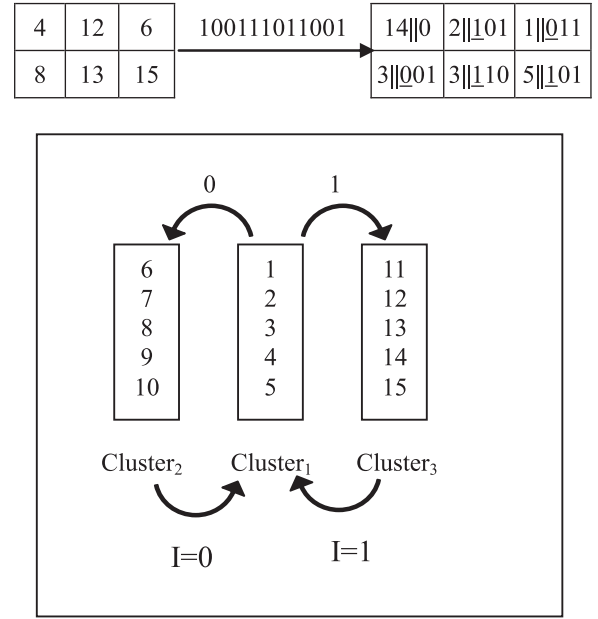 4 12 6 100111011001 14||0 2||101 1||011
8 13 15 3||001 3||110 5||101
0 1
6 1 11
7 2 12
8 3 13
9 4 14
10 5 15
Cluster₂ Cluster₁ Cluster₃
I=0 I=1